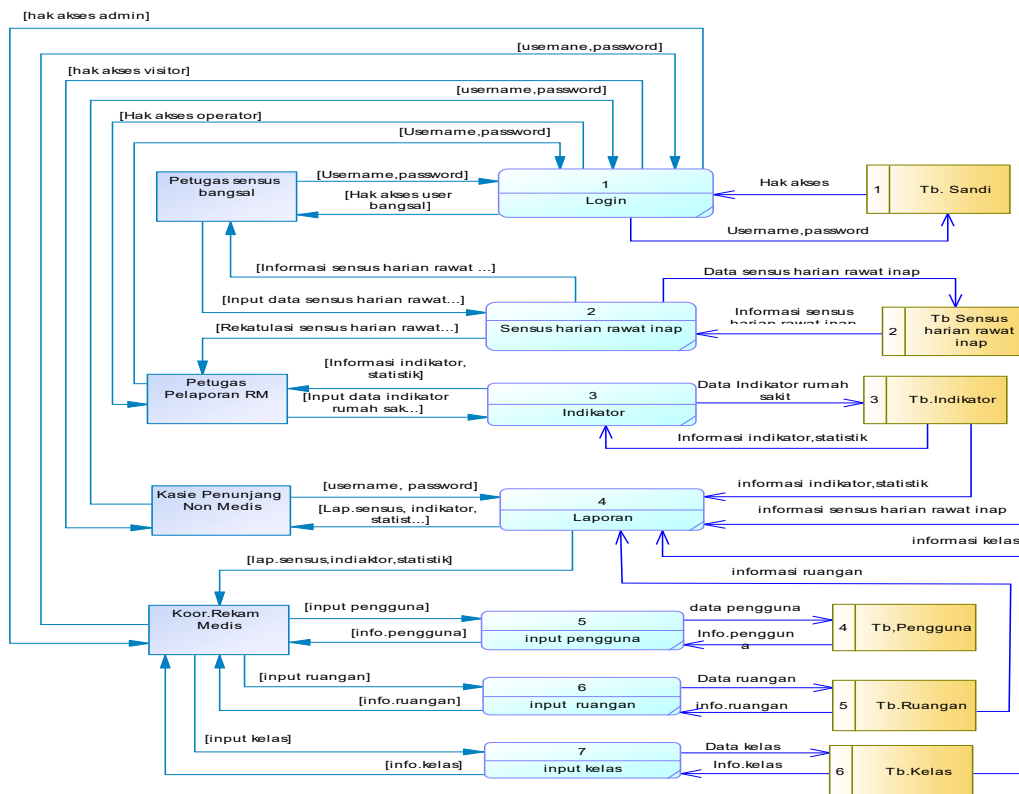 [hak akses admin]
[usemane,password]
[hak akses visitor]
[username,password]
[Hak akses operator]
[Username,password]
Petugas sensus
bangsal
[Username,password]
[Hak akses user
bangsal]
1
Login
Hak akses
1
Tb. Sandi
Username,password
[Informasi sensus harian rawat ...]
Data sensus harian rawat inap
[Input data sensus harian rawat...]
2
Sensus harian rawat inap
Informasi sensus
harian rawat inap
2
Tb Sensus
harian rawat
inap
[Rekatulasi sensus harian rawat...]
[Informasi indikator,
statistik]
Petugas
Pelaporan RM
[Input data indikator
rumah sak...]
3
Indikator
Data Indikator rumah
sakit
3
Tb.Indikator
Informasi indikator,statistik
Kasie Penunjang
Non Medis
[username, password]
[Lap.sensus, indikator,
statist...]
4
Laporan
informasi indikator,statistik
informasi sensus harian rawat inap
informasi kelas
[lap.sensus,indiaktor,statistik]
informasi ruangan
Koor.Rekam
Medis
[input pengguna]
[info.pengguna]
5
input pengguna
data pengguna
Info.penggun
a
4
Tb,Pengguna
[input ruangan]
[info.ruangan]
6
input ruangan
Data ruangan
info.ruangan
5
Tb.Ruangan
[input kelas]
[info.kelas]
7
input kelas
Data kelas
Info.kelas
6
Tb.Kelas